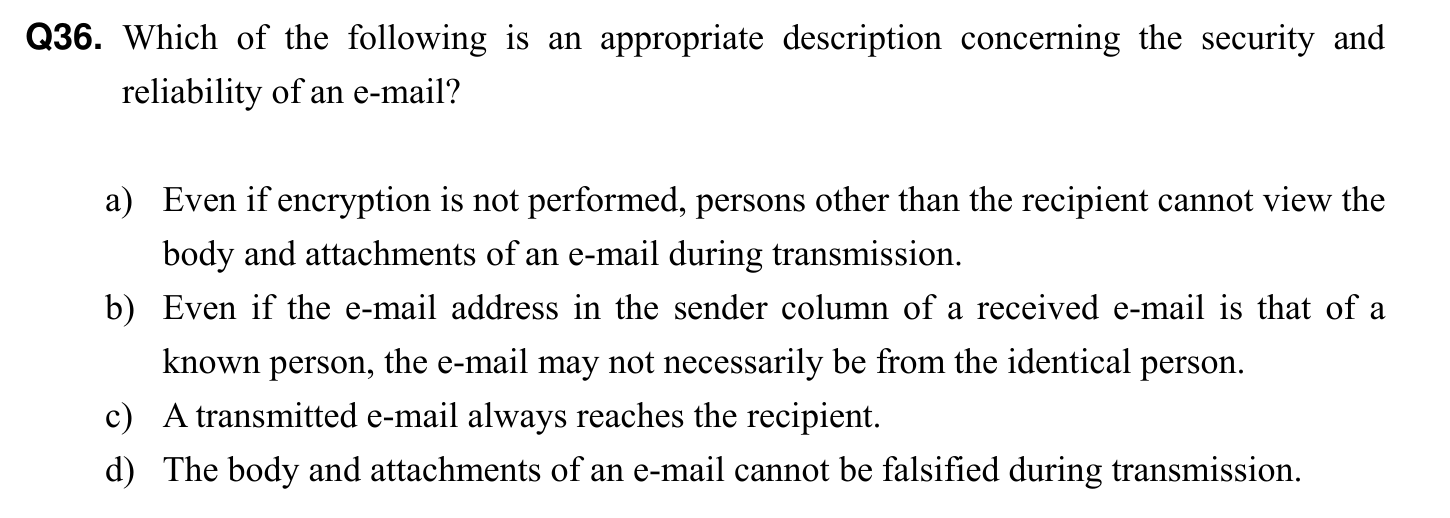 Q36. Which of the following is an appropriate description concerning the security and
reliability of an e-mail?
a) Even if encryption is not performed, persons other than the recipient cannot view the
body and attachments of an e-mail during transmission.
b) Even if the e-mail address in the sender column of a received e-mail is that of a
known person, the e-mail may not necessarily be from the identical person.
c) A transmitted e-mail always reaches the recipient.
d) The body and attachments of an e-mail cannot be falsified during transmission.